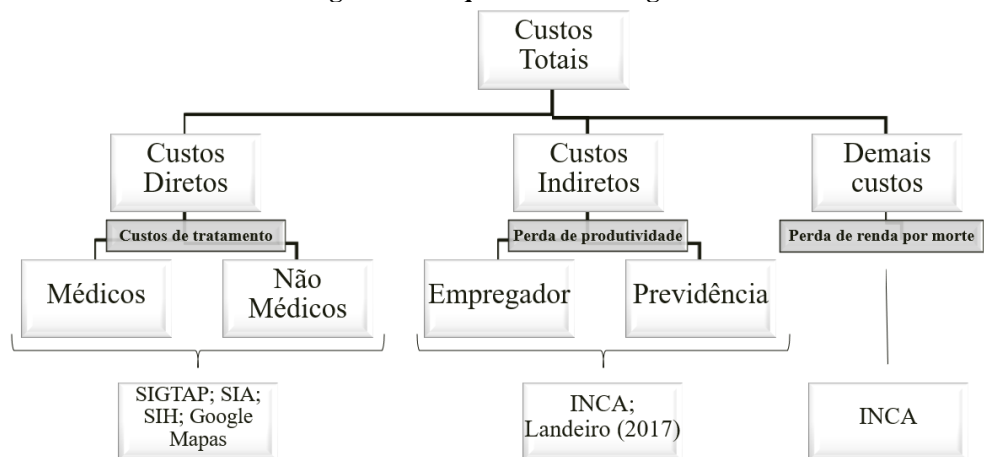 Custos
Totais
Custos
Diretos
Custos
Indiretos
Demais
custos
Custos de tratamento
Perda de produtividade
Perda de renda por morte
Médicos
Não
Médicos
Empregador
Previdência
SIGTAP; SIA;
SIH; Google
Mapas
INCA;
Landeiro (2017)
INCA